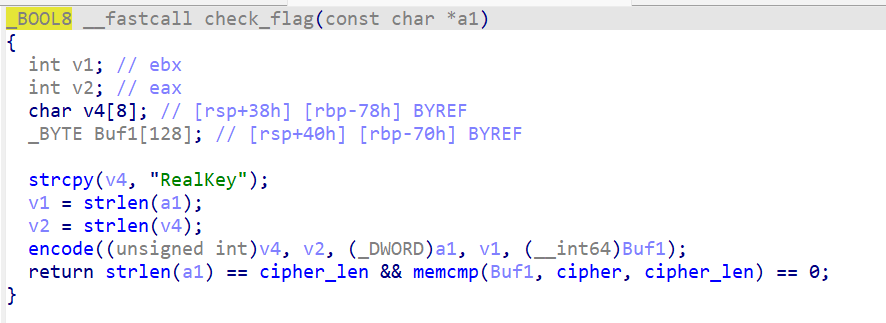 _BOOL8 __fastcall check_flag(const char *a1)
{
  int v1; // ebx
  int v2; // eax
  char v4[8]; // [rsp+38h] [rbp-78h] BYREF
  _BYTE Buf1[128]; // [rsp+40h] [rbp-70h] BYREF

  strcpy(v4, "RealKey");
  v1 = strlen(a1);
  v2 = strlen(v4);
  encode((unsigned int)v4, v2, (_DWORD)a1, v1, (__int64)Buf1);
  return strlen(a1) == cipher_len && memcmp(Buf1, cipher, cipher_len) == 0;
}